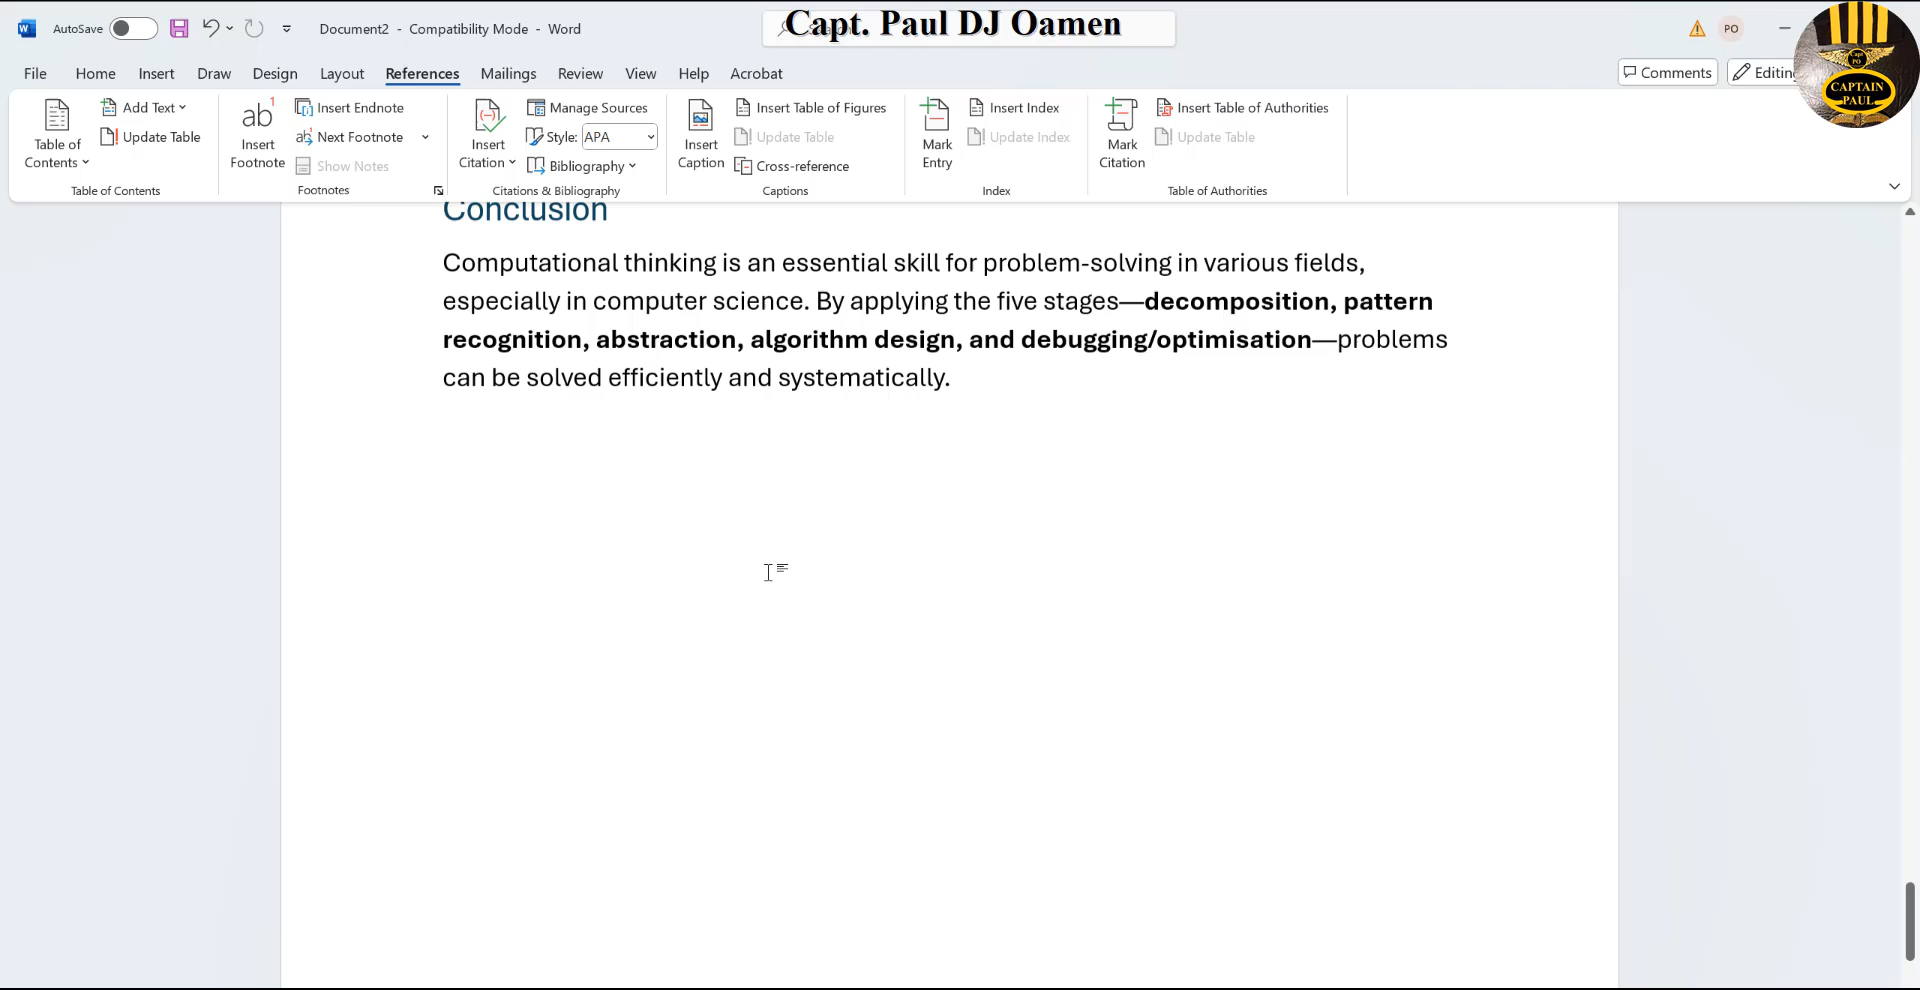 AutoSave
Document2 - Compatibility Mode - Word
Capt. Paul DJ Oamen
PO
File Home Insert Draw Design Layout References Mailings Review View Help Acrobat
Comments
Editing
CAPTAIN
PAUL
Table of
Contents
Add Text
Update Table
Table of Contents
ab1
Insert
Footnote
Insert Endnote
Next Footnote
Show Notes
Footnotes
Insert
Citation
Manage Sources
Style: APA
Bibliography
Citations & Bibliography
Insert
Caption
Insert Table of Figures
Update Table
Cross-reference
Captions
Mark
Entry
Insert Index
Update Index
Index
Mark
Citation
Insert Table of Authorities
Update Table
Table of Authorities
Conclusion
Computational thinking is an essential skill for problem-solving in various fields,
especially in computer science. By applying the five stages—decomposition, pattern
recognition, abstraction, algorithm design, and debugging/optimisation—problems
can be solved efficiently and systematically.